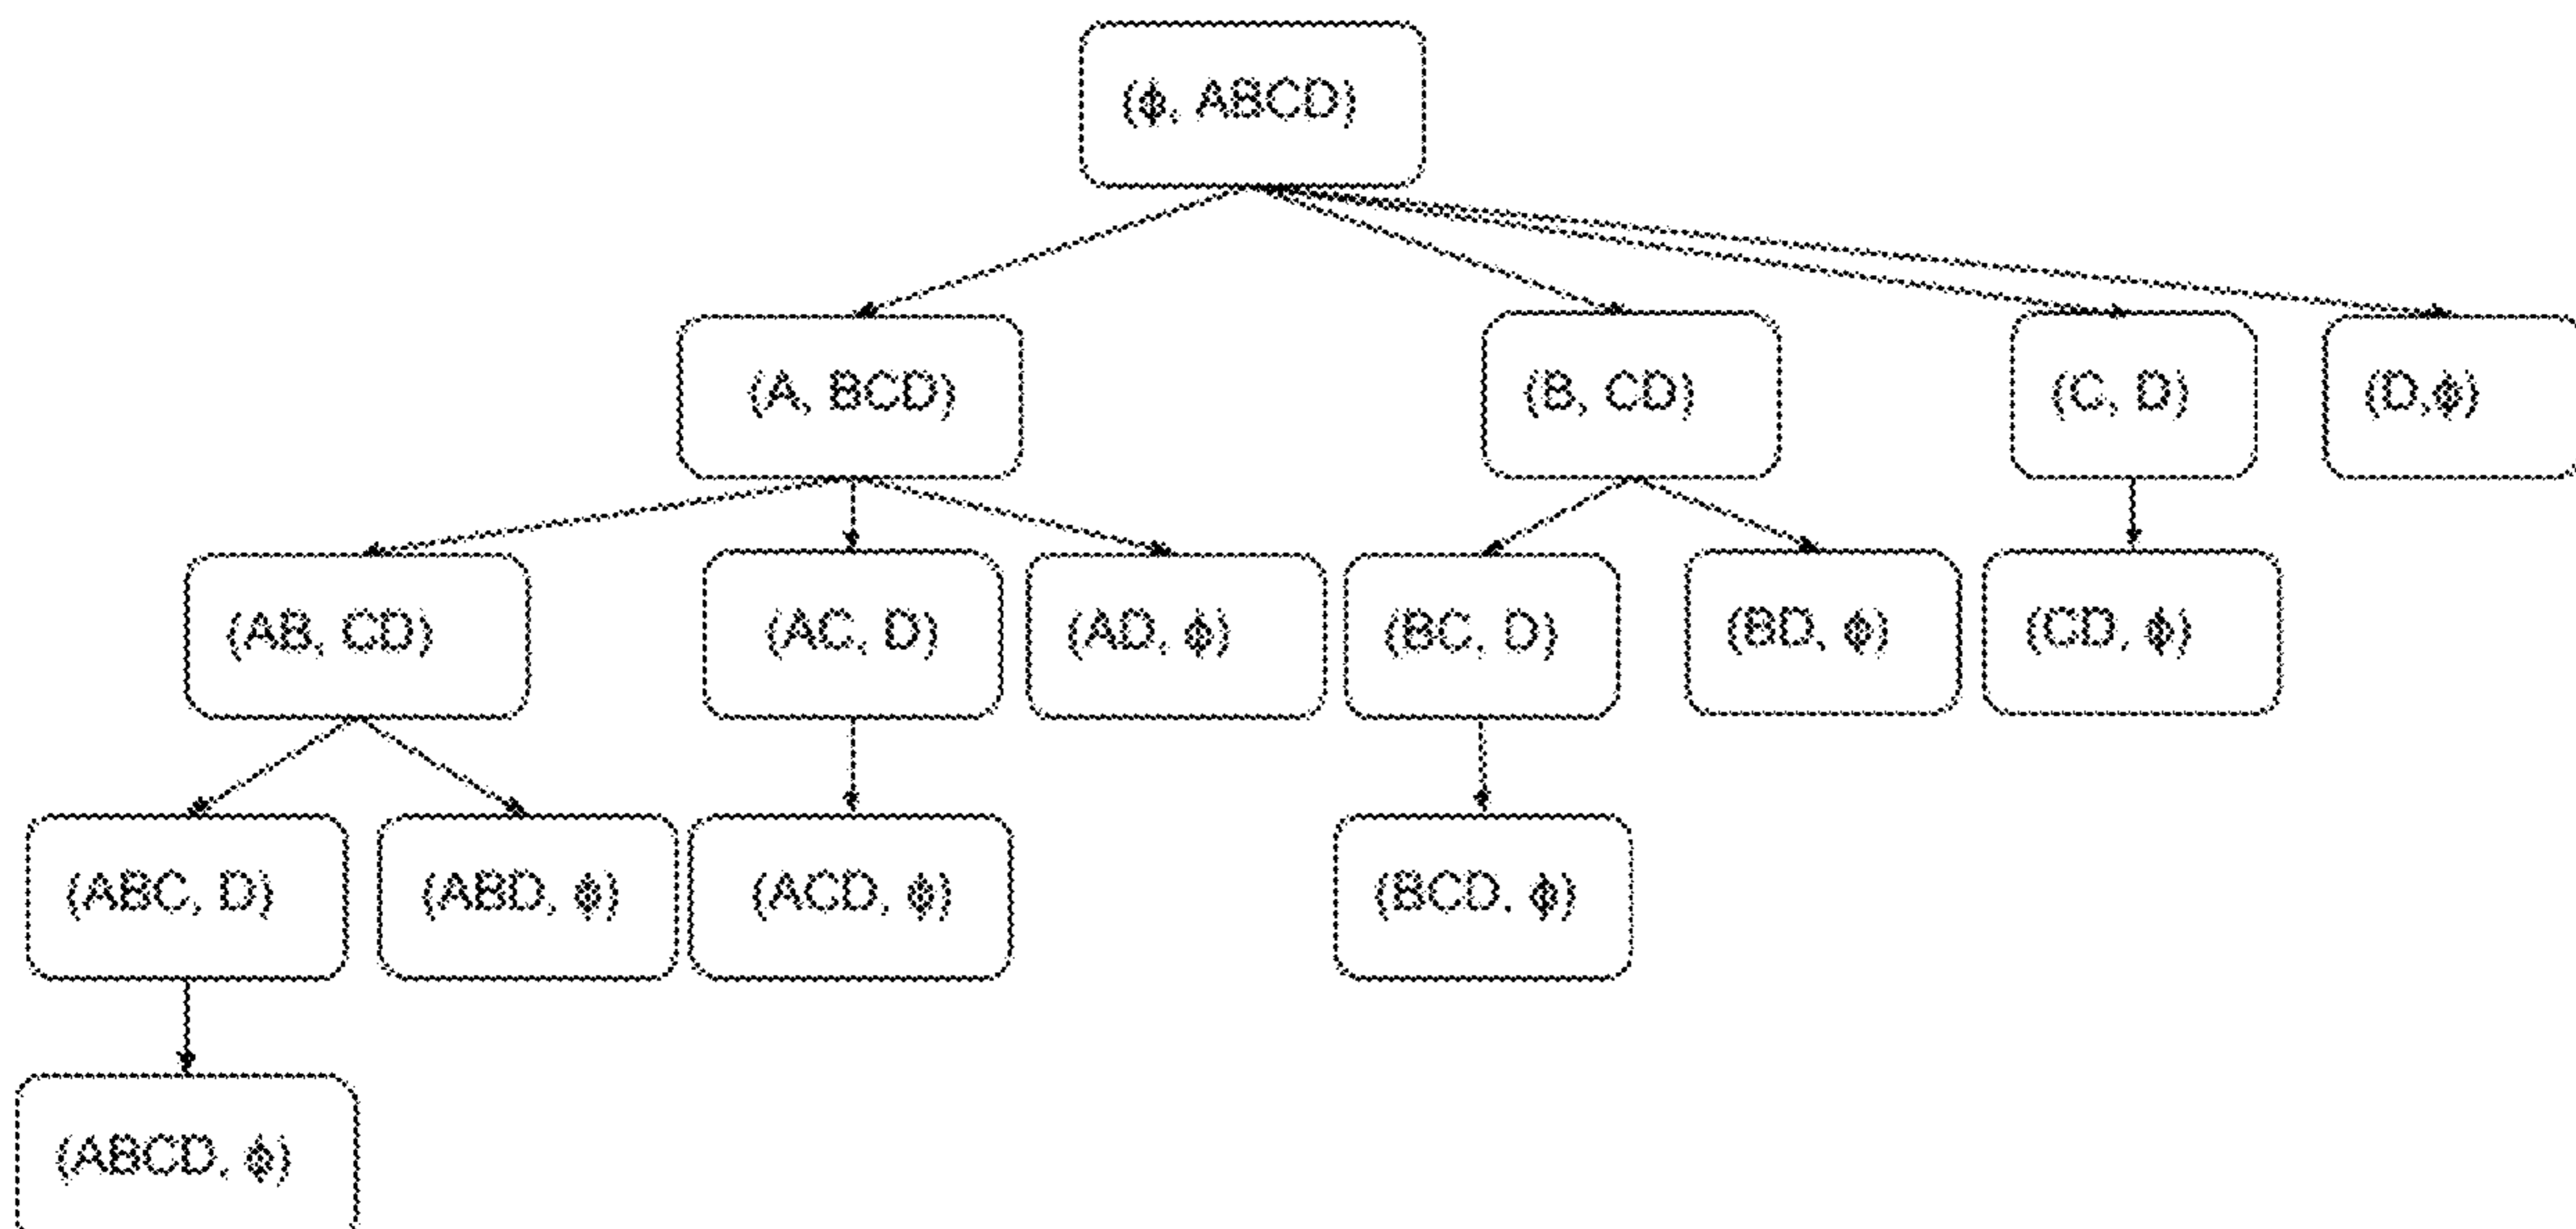 (ϕ, ABCD)
(A, BCD)
(B, CD)
(C, D)
(D,ϕ)
(AB, CD)
(AC, D)
(AD, ϕ)
(BC, D)
(BD, ϕ)
(CD, ϕ)
(ABC, D)
(ABD, ϕ)
(ACD, ϕ)
(BCD, ϕ)
(ABCD, ϕ)